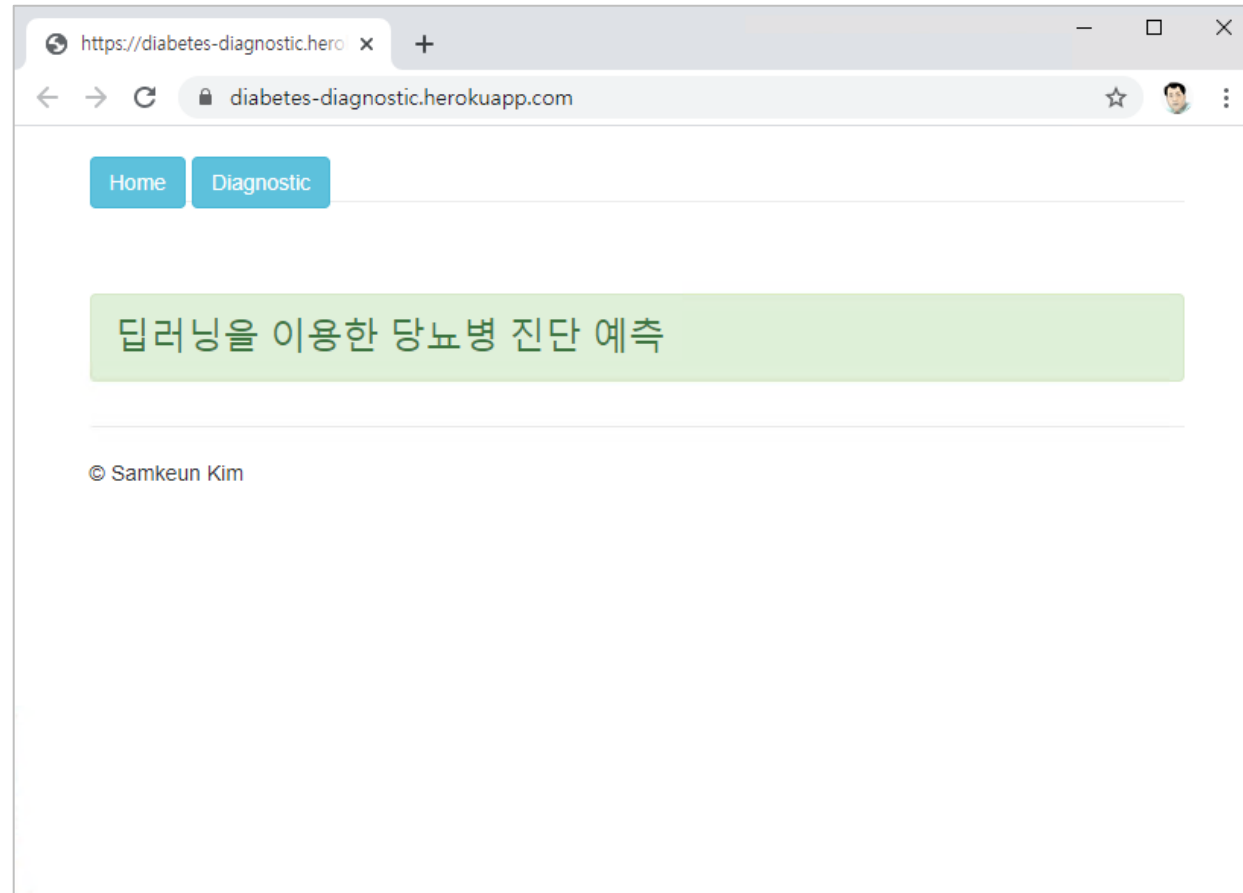 https://diabetes-diagnostic.hero
diabetes-diagnostic.herokuapp.com
Home Diagnostic
딥러닝을 이용한 당뇨병 진단 예측
© Samkeun Kim